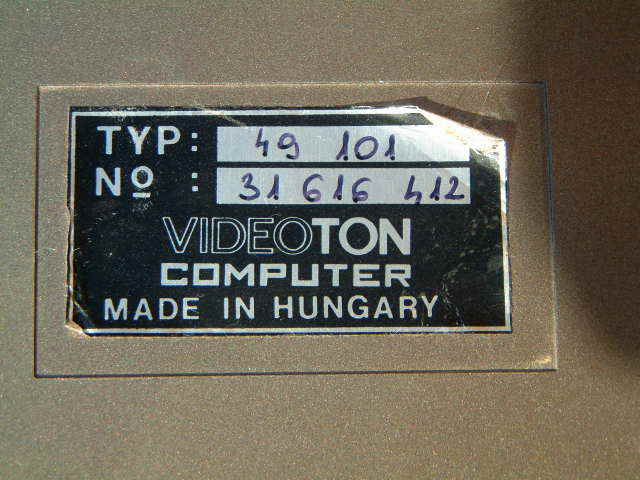 TYP: 49 101
Nº : 31 616 412
VIDEOTON
COMPUTER
MADE IN HUNGARY